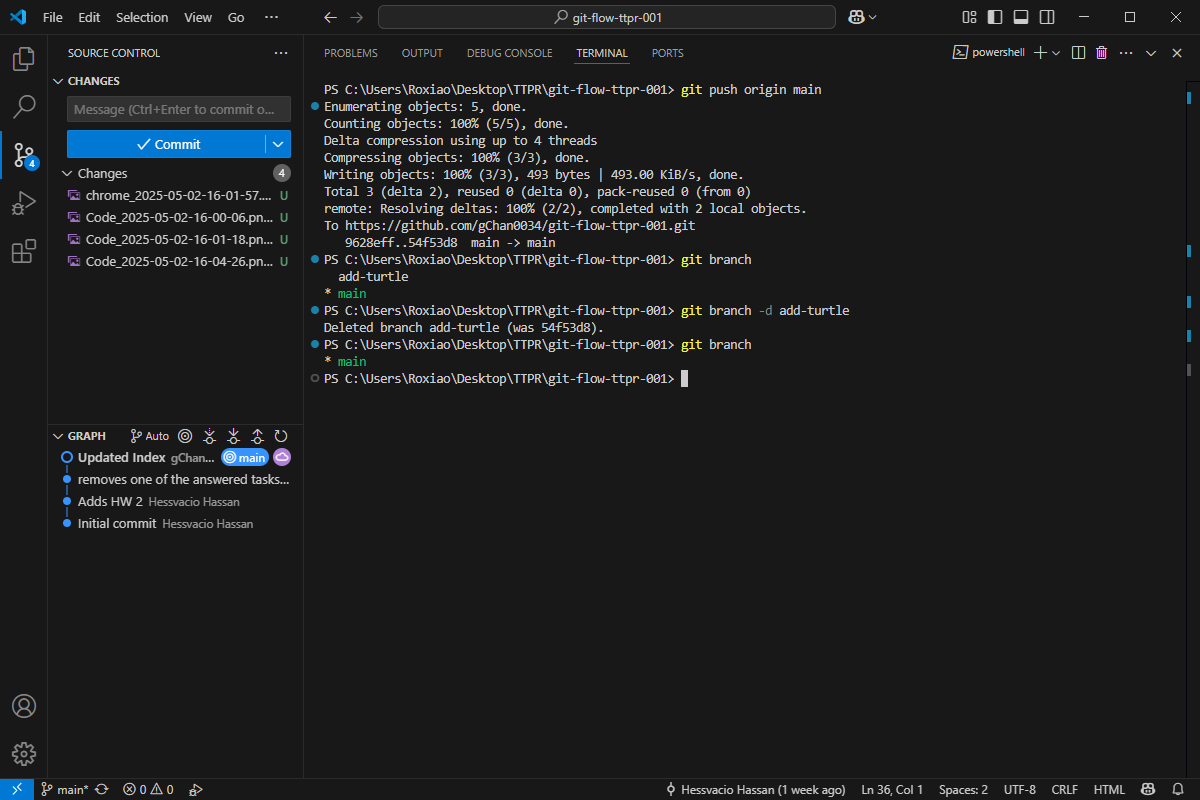 File Edit Selection View Go ···
git-flow-ttpr-001
SOURCE CONTROL
CHANGES
Message (Ctrl+Enter to commit o...
Commit
Changes 4
chrome_2025-05-02-16-01-57.... U
Code_2025-05-02-16-00-06.pn... U
Code_2025-05-02-16-01-18.pn... U
Code_2025-05-02-16-04-26.pn... U
4
GRAPH Auto
Updated Index gChan... main
removes one of the answered tasks...
Adds HW 2 Hessvacio Hassan
Initial commit Hessvacio Hassan
PROBLEMS OUTPUT DEBUG CONSOLE TERMINAL PORTS
powershell
PS C:\Users\Roxiao\Desktop\TTPR\git-flow-ttpr-001> git push origin main
Enumerating objects: 5, done.
Counting objects: 100% (5/5), done.
Delta compression using up to 4 threads
Compressing objects: 100% (3/3), done.
Writing objects: 100% (3/3), 493 bytes | 493.00 KiB/s, done.
Total 3 (delta 2), reused 0 (delta 0), pack-reused 0 (from 0)
remote: Resolving deltas: 100% (2/2), completed with 2 local objects.
To https://github.com/gChan0034/git-flow-ttpr-001.git
9628eff..54f53d8 main -> main
PS C:\Users\Roxiao\Desktop\TTPR\git-flow-ttpr-001> git branch
add-turtle
* main
PS C:\Users\Roxiao\Desktop\TTPR\git-flow-ttpr-001> git branch -d add-turtle
Deleted branch add-turtle (was 54f53d8).
PS C:\Users\Roxiao\Desktop\TTPR\git-flow-ttpr-001> git branch
* main
PS C:\Users\Roxiao\Desktop\TTPR\git-flow-ttpr-001>
main* 0 0 Hessvacio Hassan (1 week ago) Ln 36, Col 1 Spaces: 2 UTF-8 CRLF HTML